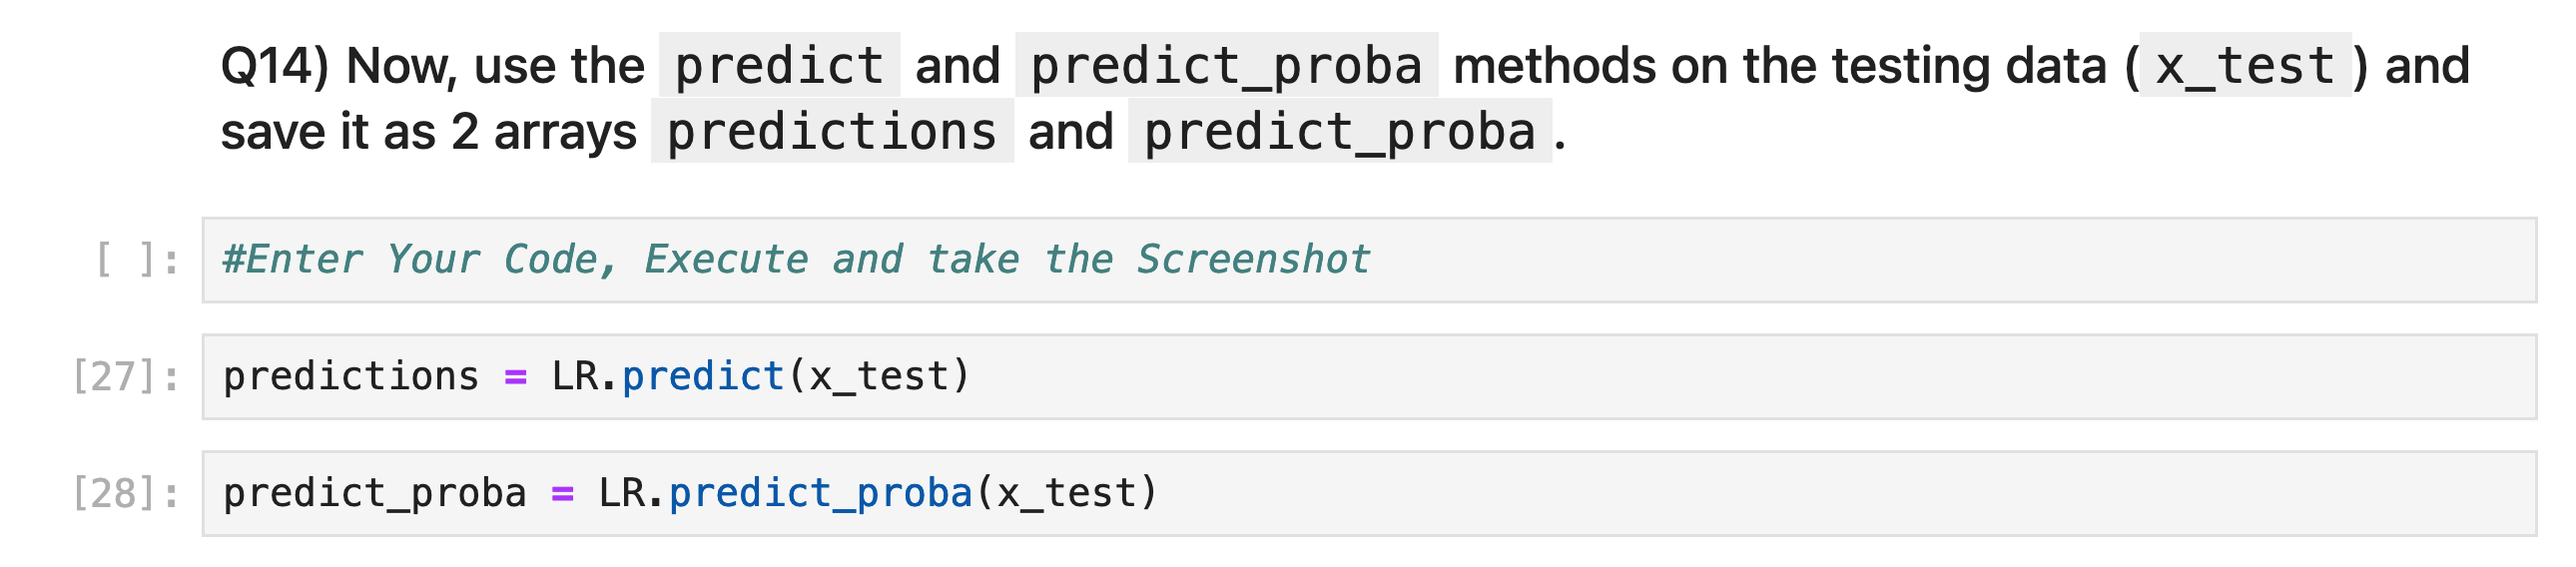 Q14) Now, use the predict and predict_proba methods on the testing data ( x_test ) and
save it as 2 arrays predictions and predict_proba .
[ ]: #Enter Your Code, Execute and take the Screenshot
[27]: predictions = LR.predict(x_test)
[28]: predict_proba = LR.predict_proba(x_test)